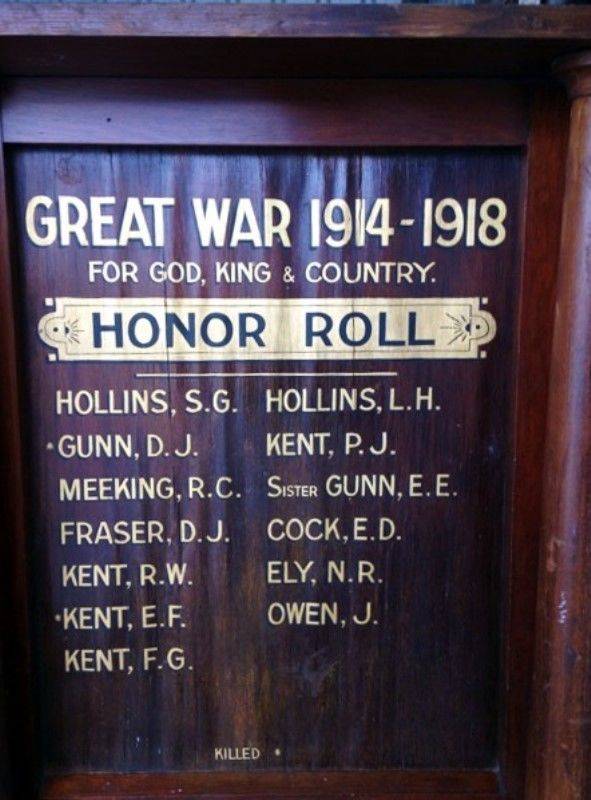 GREAT WAR 1914-1918
FOR GOD, KING & COUNTRY.
HONOR ROLL
HOLLINS, S.G. HOLLINS, L.H.
*GUNN, D.J. KENT, P.J.
MEEKING, R.C. SISTER GUNN, E.E.
FRASER, D.J. COCK, E.D.
KENT, R.W. ELY, N.R.
*KENT, E.F. OWEN, J.
KENT, F.G.
KILLED *